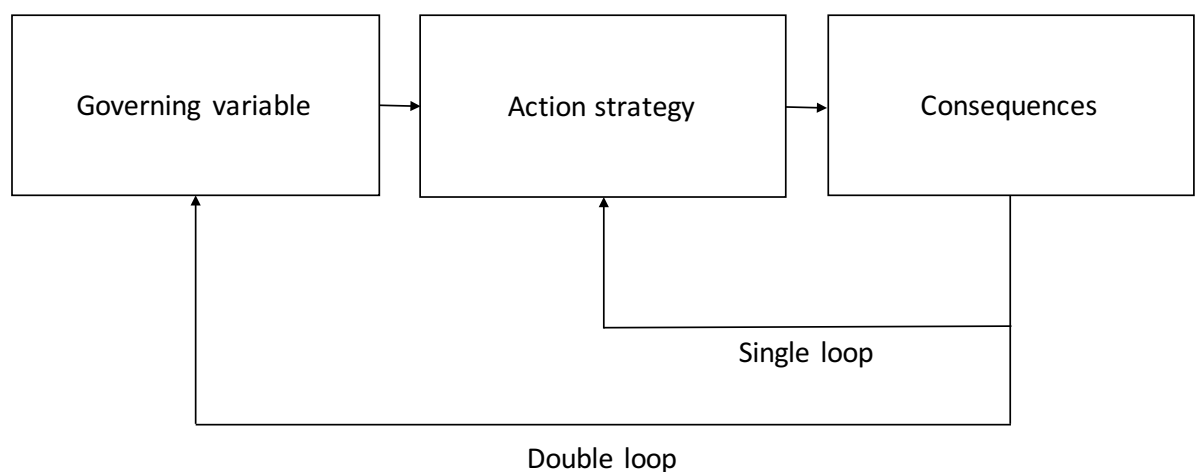 Governing variable
Action strategy
Consequences
Single loop
Double loop